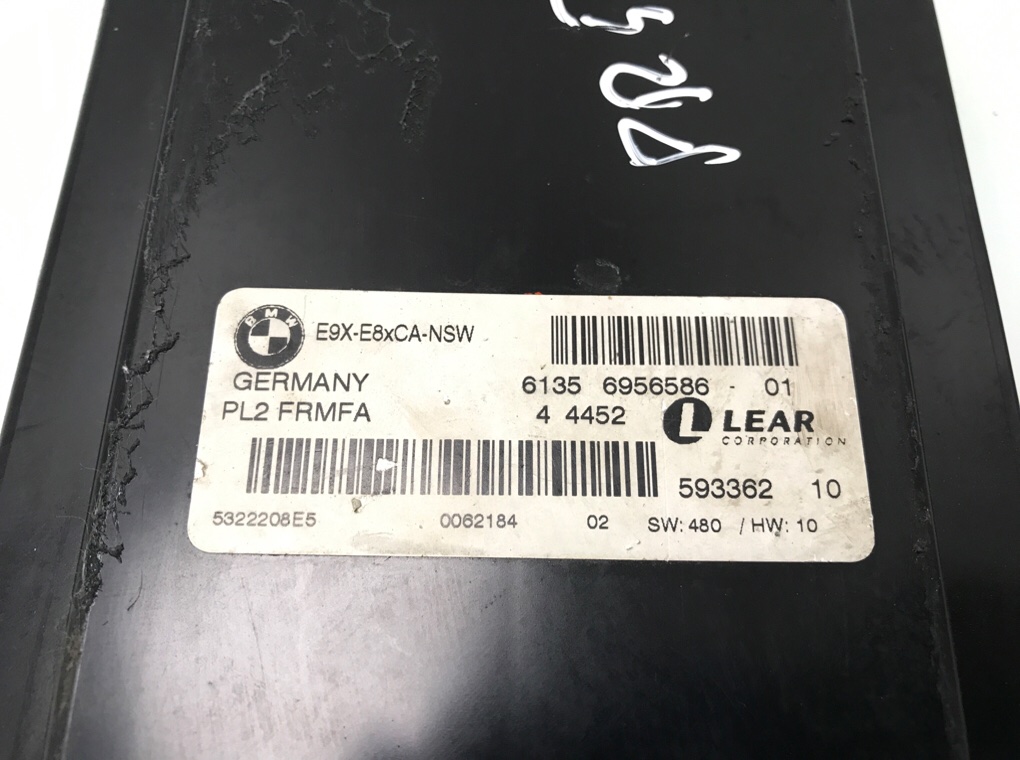 BMW
E9X-E8xCA-NSW
GERMANY 6135 6956586 - 01
PL2 FRMFA 4 4452 L LEAR
CORPORATION
593362 10
5322208E5 0062184 02 SW: 480 / HW: 10